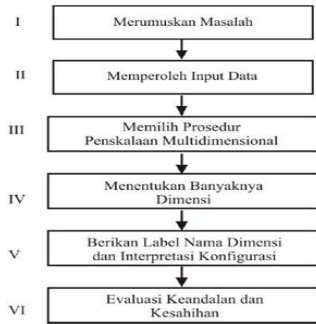 I
Merumuskan Masalah
II
Memperoleh Input Data
III
Memilih Prosedur
Penskalaan Multidimensional
IV
Menentukan Banyaknya
Dimensi
V
Berikan Label Nama Dimensi
dan Interpretasi Konfigurasi
VI
Evaluasi Keandalan dan
Kesahihan